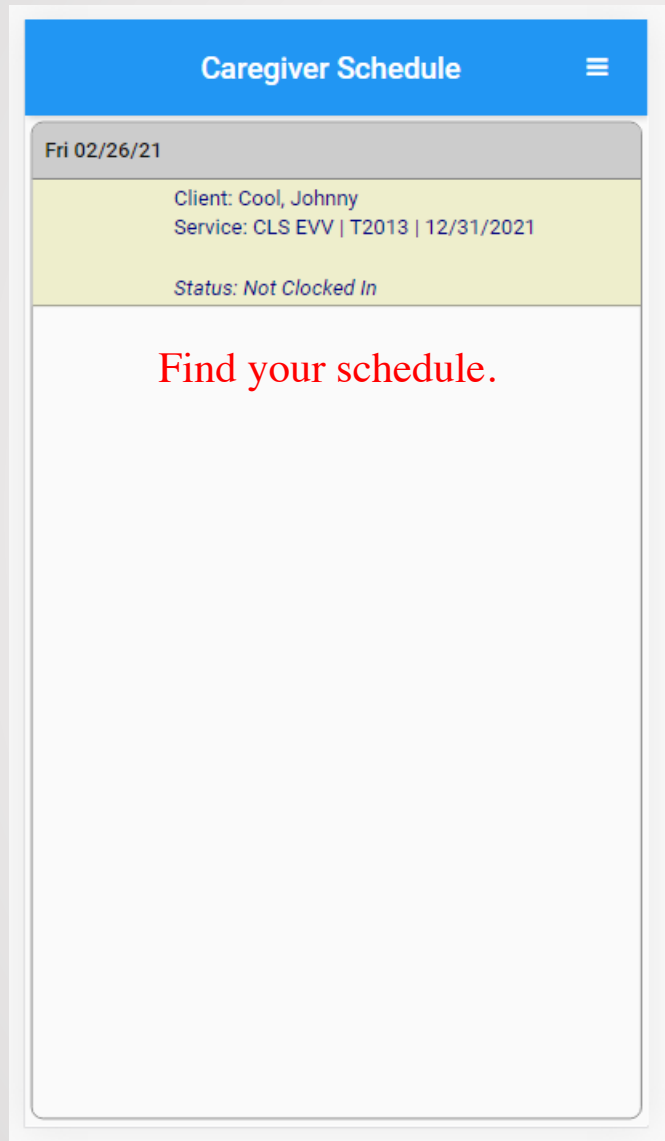 Caregiver Schedule
Fri 02/26/21
Client: Cool, Johnny
Service: CLS EVV | T2013 | 12/31/2021
Status: Not Clocked In
Find your schedule.